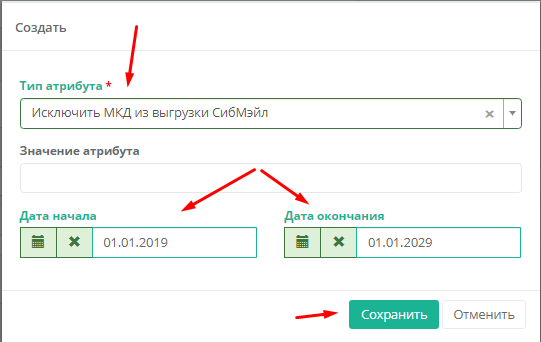 Создать
Тип атрибута *
Исключить МКД из выгрузки СибМэйл
Значение атрибута
Дата начала Дата окончания
01.01.2019 01.01.2029
Сохранить Отменить